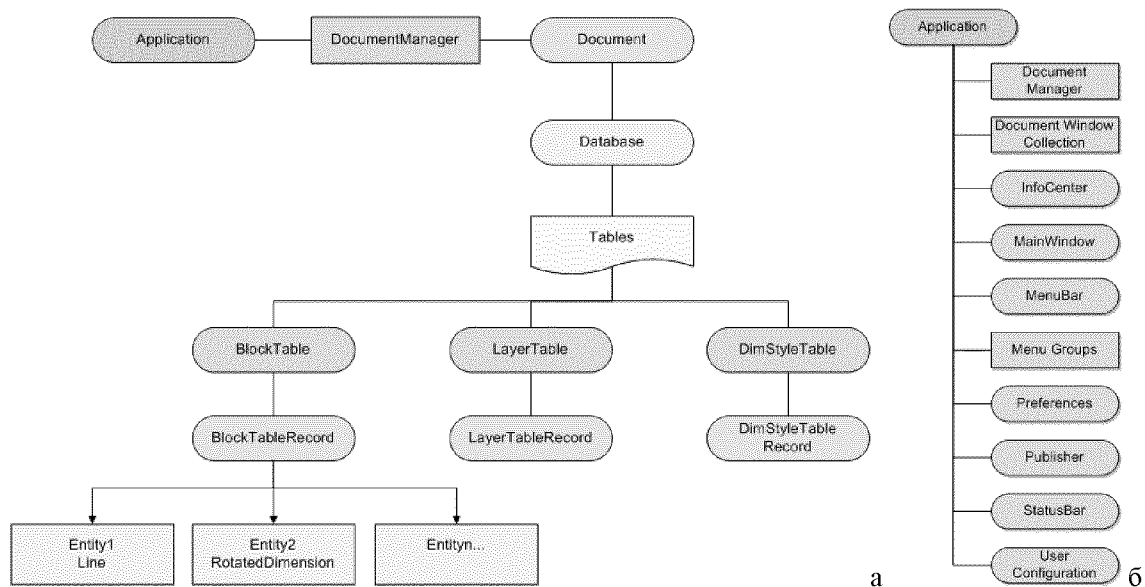 Application
DocumentManager
Document
Database
Tables
BlockTable
LayerTable
DimStyleTable
BlockTableRecord
LayerTableRecord
DimStyleTable
Record
Entity1
Line
Entity2
RotatedDimension
Entityn...
а
Application
Document
Manager
Document Window
Collection
InfoCenter
MainWindow
MenuBar
Menu Groups
Preferences
Publisher
StatusBar
User
Configuration
б